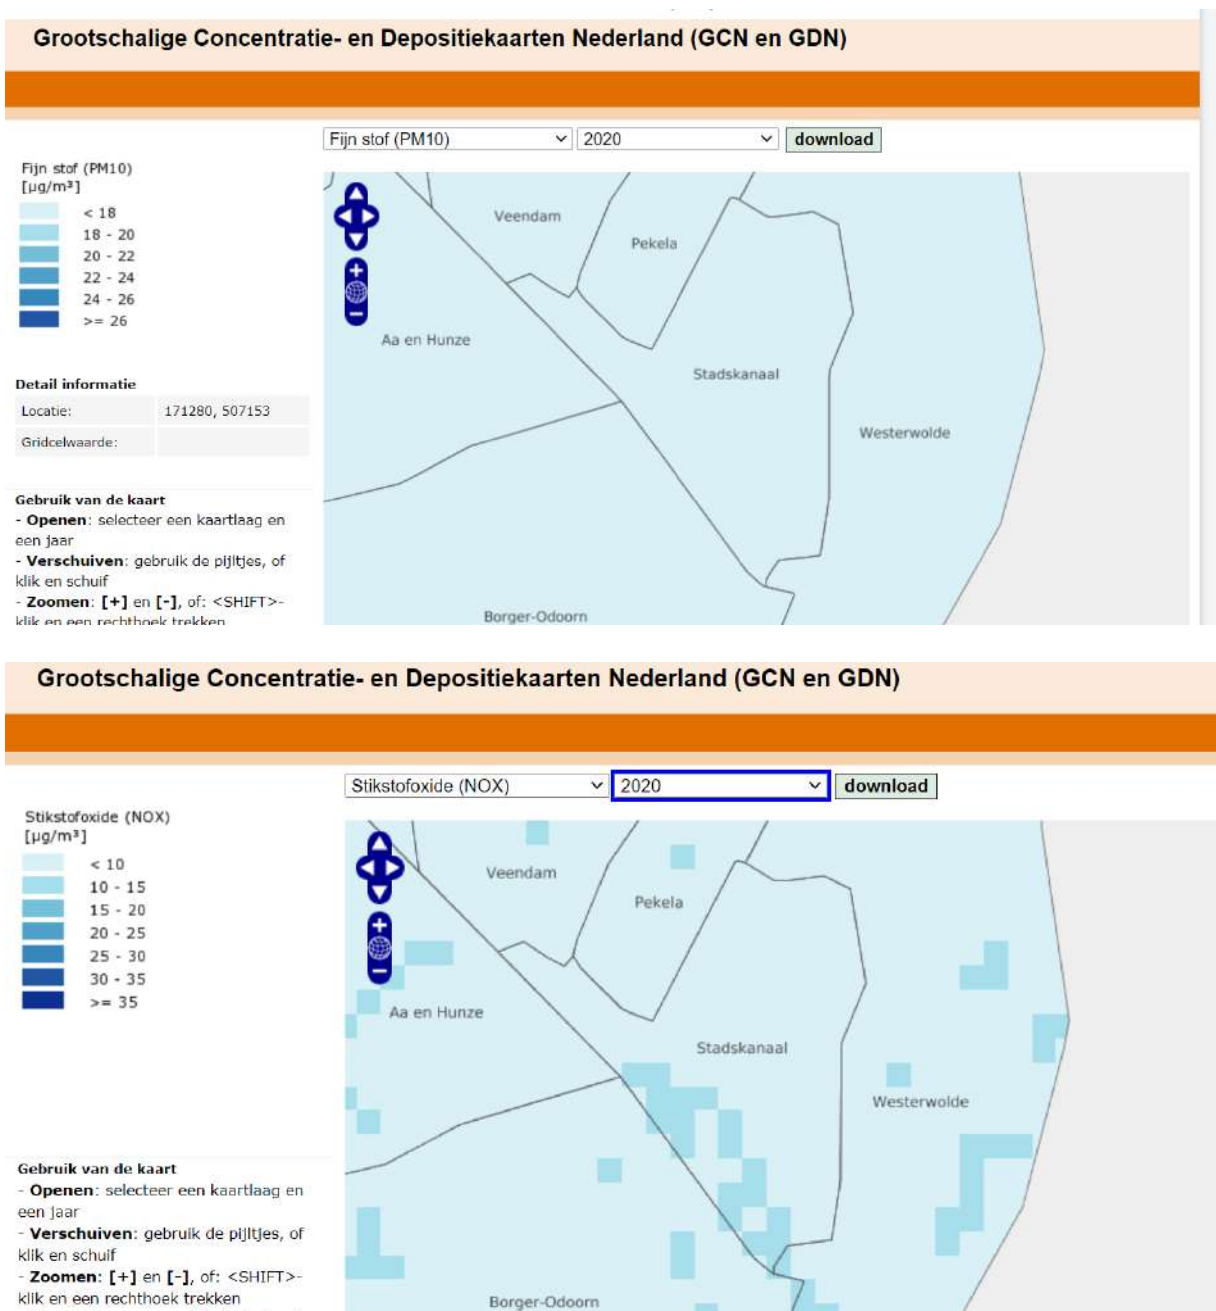 Grootschalige Concentratie- en Depositiekaarten Nederland (GCN en GDN)
Fijn stof (PM10) 2020 download
Fijn stof (PM10)
[µg/m³]
< 18
18 - 20
20 - 22
22 - 24
24 - 26
>= 26
Veendam
Pekela
Aa en Hunze
Stadskanaal
Westerwolde
Borger-Odoorn
Detail informatie
Locatie: 171280, 507153
Gridcelwaarde:
Gebruik van de kaart
- Openen: selecteer een kaartlaag en
een jaar
- Verschuiven: gebruik de pijltjes, of
klik en schuif
- Zoomen: [+] en [-], of: <SHIFT>-
klik en een rechthoek trekken
Grootschalige Concentratie- en Depositiekaarten Nederland (GCN en GDN)
Stikstofoxide (NOX) 2020 download
Stikstofoxide (NOX)
[µg/m³]
< 10
10 - 15
15 - 20
20 - 25
25 - 30
30 - 35
>= 35
Veendam
Pekela
Aa en Hunze
Stadskanaal
Westerwolde
Borger-Odoorn
Gebruik van de kaart
- Openen: selecteer een kaartlaag en
een jaar
- Verschuiven: gebruik de pijltjes, of
klik en schuif
- Zoomen: [+] en [-], of: <SHIFT>-
klik en een rechthoek trekken